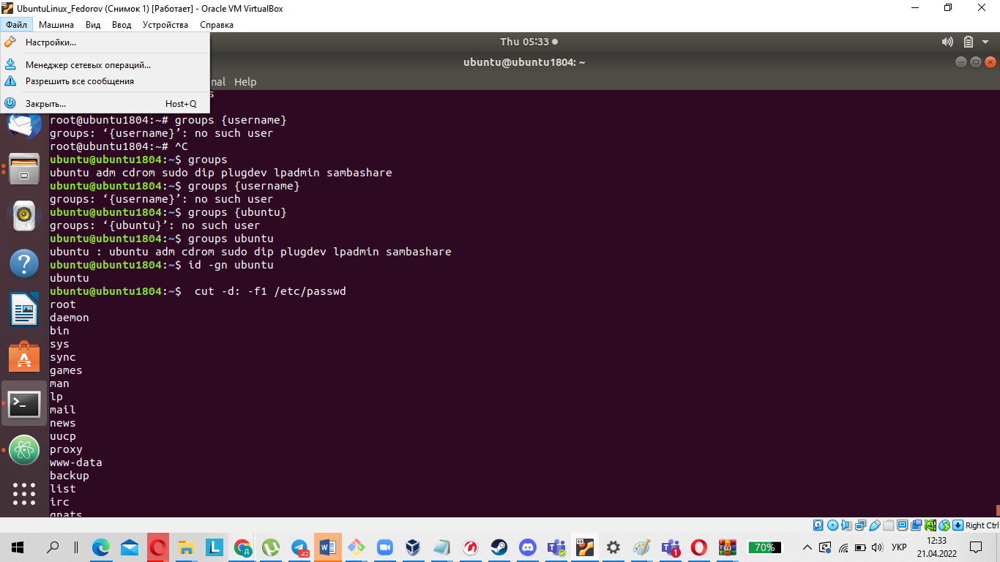 UbuntuLinux_Fedorov (Снимок 1) [Работает] - Oracle VM VirtualBox
Файл Машина Вид Ввод Устройства Справка
Настройки...
Менеджер сетевых операций...
Разрешить все сообщения
Закрыть... Host+Q
Thu 05:33
ubuntu@ubuntu1804: ~
nal Help
s
root@ubuntu1804:~# groups {username}
groups: ‘{username}’: no such user
root@ubuntu1804:~# ^C
ubuntu@ubuntu1804:~$ groups
ubuntu adm cdrom sudo dip plugdev lpadmin sambashare
ubuntu@ubuntu1804:~$ groups {username}
groups: ‘{username}’: no such user
ubuntu@ubuntu1804:~$ groups {ubuntu}
groups: ‘{ubuntu}’: no such user
ubuntu@ubuntu1804:~$ groups ubuntu
ubuntu : ubuntu adm cdrom sudo dip plugdev lpadmin sambashare
ubuntu@ubuntu1804:~$ id -gn ubuntu
ubuntu
ubuntu@ubuntu1804:~$  cut -d: -f1 /etc/passwd
root
daemon
bin
sys
sync
games
man
lp
mail
news
uucp
proxy
www-data
backup
list
irc
gnats
Right Ctrl
70% УКР 12:33
21.04.2022